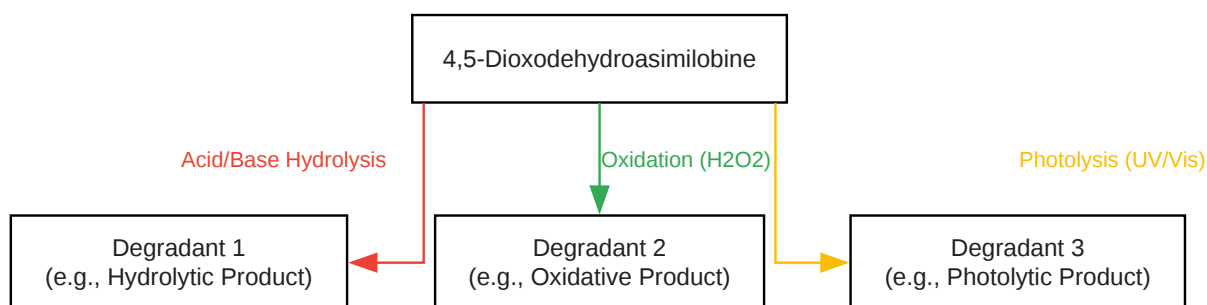 4,5-Dioxodehydroasimilobine
Acid/Base Hydrolysis
Oxidation (H2O2)
Photolysis (UV/Vis)
Degradant 1
(e.g., Hydrolytic Product)
Degradant 2
(e.g., Oxidative Product)
Degradant 3
(e.g., Photolytic Product)